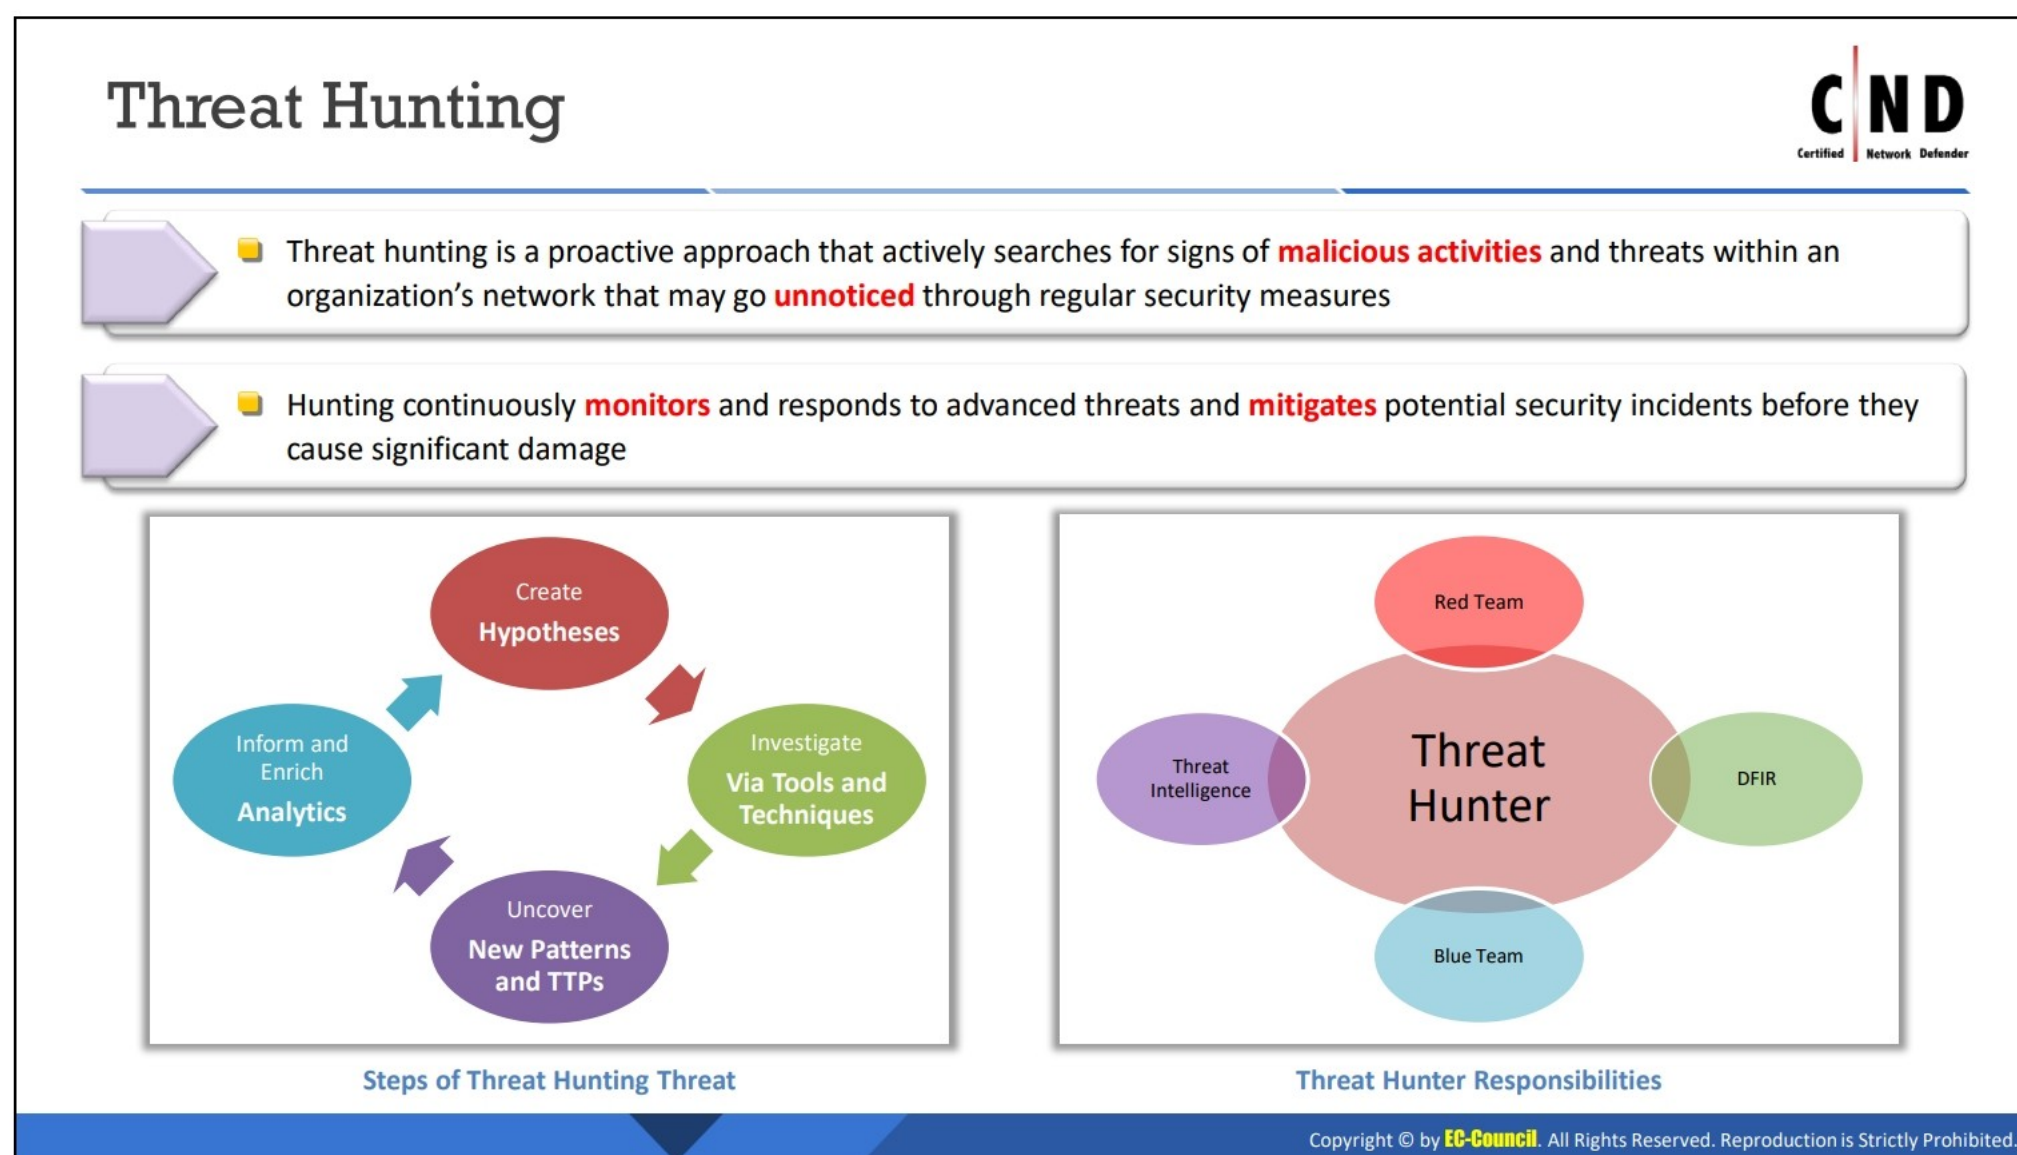 Threat Hunting
C ND
Certified Network Defender
Threat hunting is a proactive approach that actively searches for signs of malicious activities and threats within an
organization’s network that may go unnoticed through regular security measures
Hunting continuously monitors and responds to advanced threats and mitigates potential security incidents before they
cause significant damage
Create
Hypotheses
Investigate
Via Tools and
Techniques
Uncover
New Patterns
and TTPs
Inform and
Enrich
Analytics
Steps of Threat Hunting Threat
Red Team
Threat
Intelligence
Threat
Hunter
DFIR
Blue Team
Threat Hunter Responsibilities
Copyright © by EC-Council. All Rights Reserved. Reproduction is Strictly Prohibited.